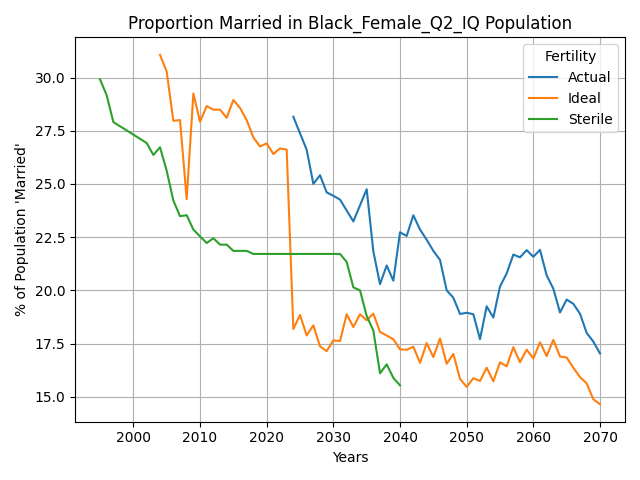 Proportion Married in Black_Female_Q2_IQ Population
Fertility
Actual
Ideal
Sterile
% of Population 'Married'
30.0
27.5
25.0
22.5
20.0
17.5
15.0
2000 2010 2020 2030 2040 2050 2060 2070
Years